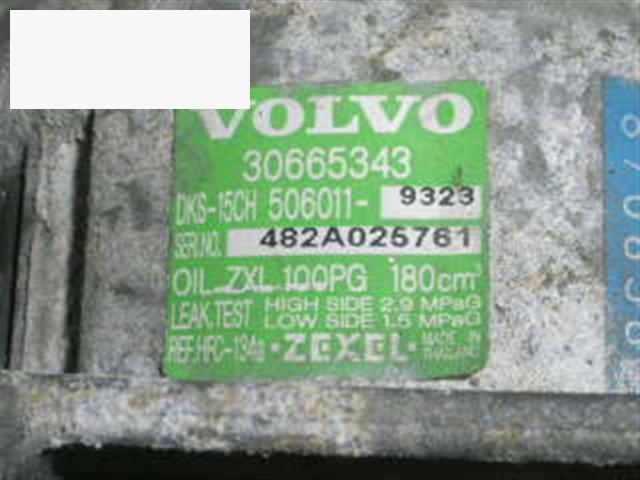 VOLVO
30665343
DKS-15CH 506011- 9323
SER.NO. 482A025761
OIL ZXL 100PG 180cm³
LEAK TEST HIGH SIDE 2.9 MPaG
LOW SIDE 1.5 MPaG
REF.HFC-134a · ZEXEL · MADE IN
THAILAND